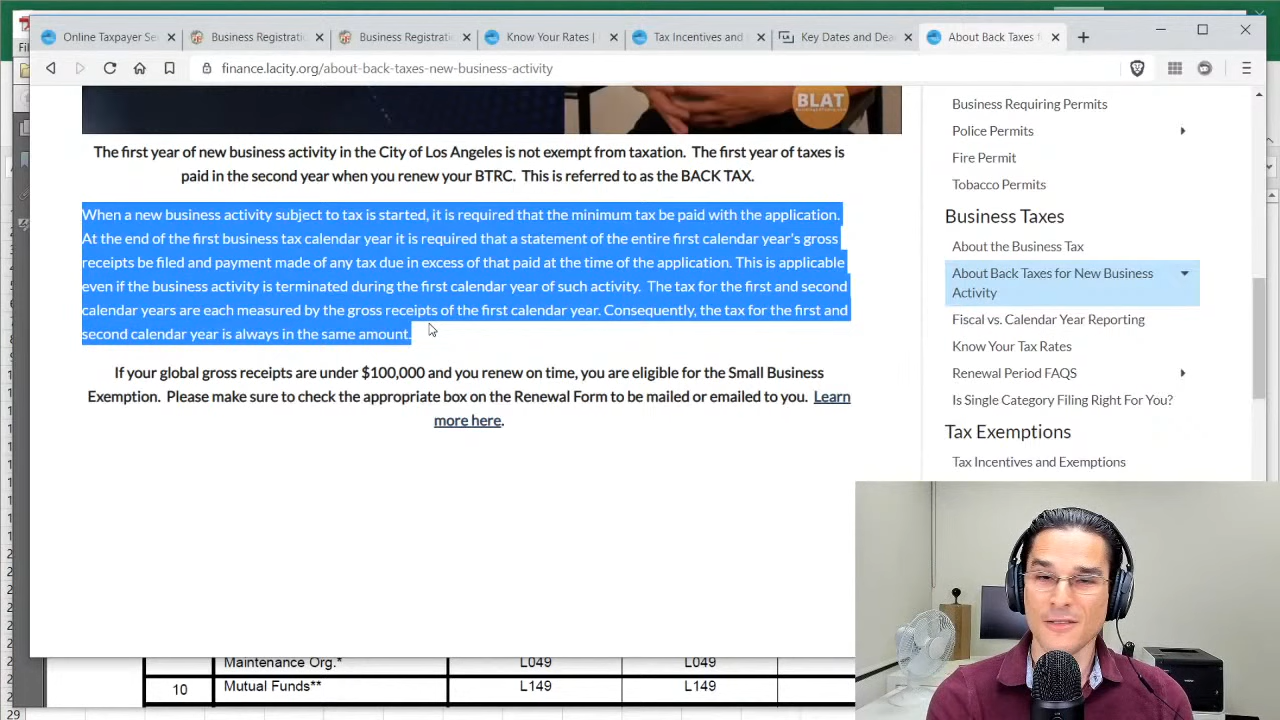 Online Taxpayer Se
Business Registrati
Business Registrati
Know Your Rates |
Tax Incentives and
Key Dates and Dea
About Back Taxes f
finance.lacity.org/about-back-taxes-new-business-activity
BLAT
The first year of new business activity in the City of Los Angeles is not exempt from taxation. The first year of taxes is
paid in the second year when you renew your BTRC. This is referred to as the BACK TAX.
When a new business activity subject to tax is started, it is required that the minimum tax be paid with the application.
At the end of the first business tax calendar year it is required that a statement of the entire first calendar year's gross
receipts be filed and payment made of any tax due in excess of that paid at the time of the application. This is applicable
even if the business activity is terminated during the first calendar year of such activity. The tax for the first and second
calendar years are each measured by the gross receipts of the first calendar year. Consequently, the tax for the first and
second calendar year is always in the same amount.
If your global gross receipts are under $100,000 and you renew on time, you are eligible for the Small Business
Exemption. Please make sure to check the appropriate box on the Renewal Form to be mailed or emailed to you. Learn
more here.
Business Requiring Permits
Police Permits
Fire Permit
Tobacco Permits
Business Taxes
About the Business Tax
About Back Taxes for New Business
Activity
Fiscal vs. Calendar Year Reporting
Know Your Tax Rates
Renewal Period FAQS
Is Single Category Filing Right For You?
Tax Exemptions
Tax Incentives and Exemptions
Maintenance Org.* L049 L049
10 Mutual Funds** L149 L149
29